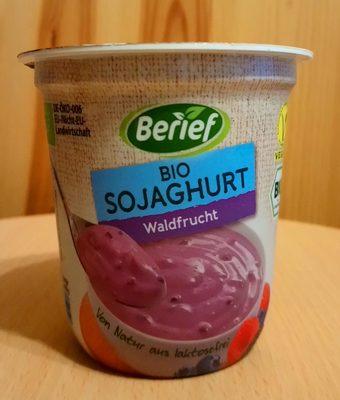 DE-ÖKO-006
EU-/Nicht-EU-
Landwirtschaft
Berief
BIO
SOJAGHURT
Waldfrucht
Von Natur aus laktosefrei